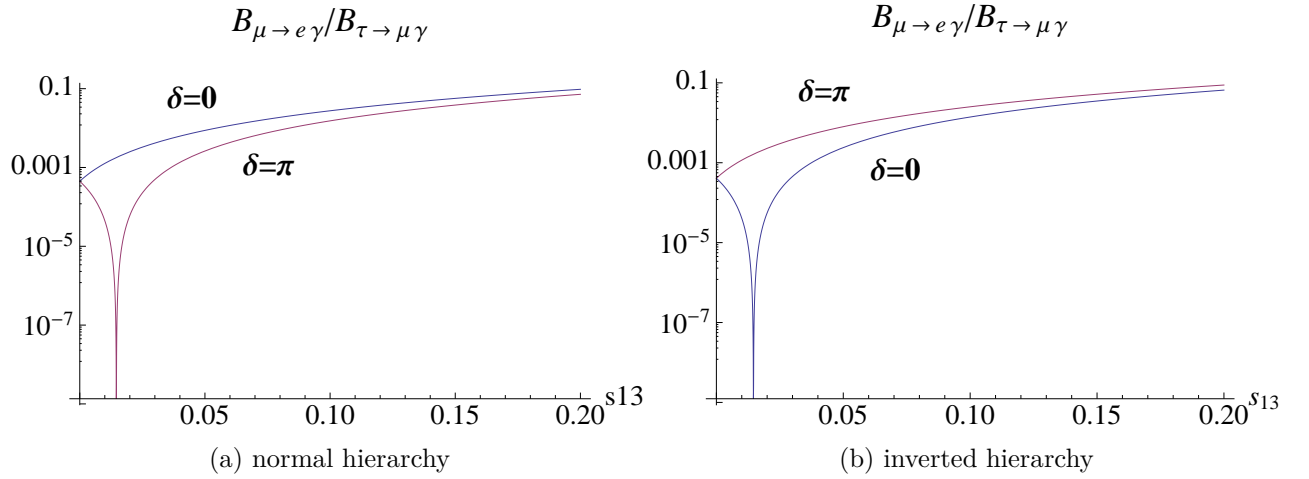 B_{μ→eγ}/B_{τ→μγ}
0.1
δ=0
0.001
δ=π
10^{-5}
10^{-7}
0.05 0.10 0.15 0.20 s13
(a) normal hierarchy
B_{μ→eγ}/B_{τ→μγ}
0.1
δ=π
0.001
δ=0
10^{-5}
10^{-7}
0.05 0.10 0.15 0.20 s_{13}
(b) inverted hierarchy